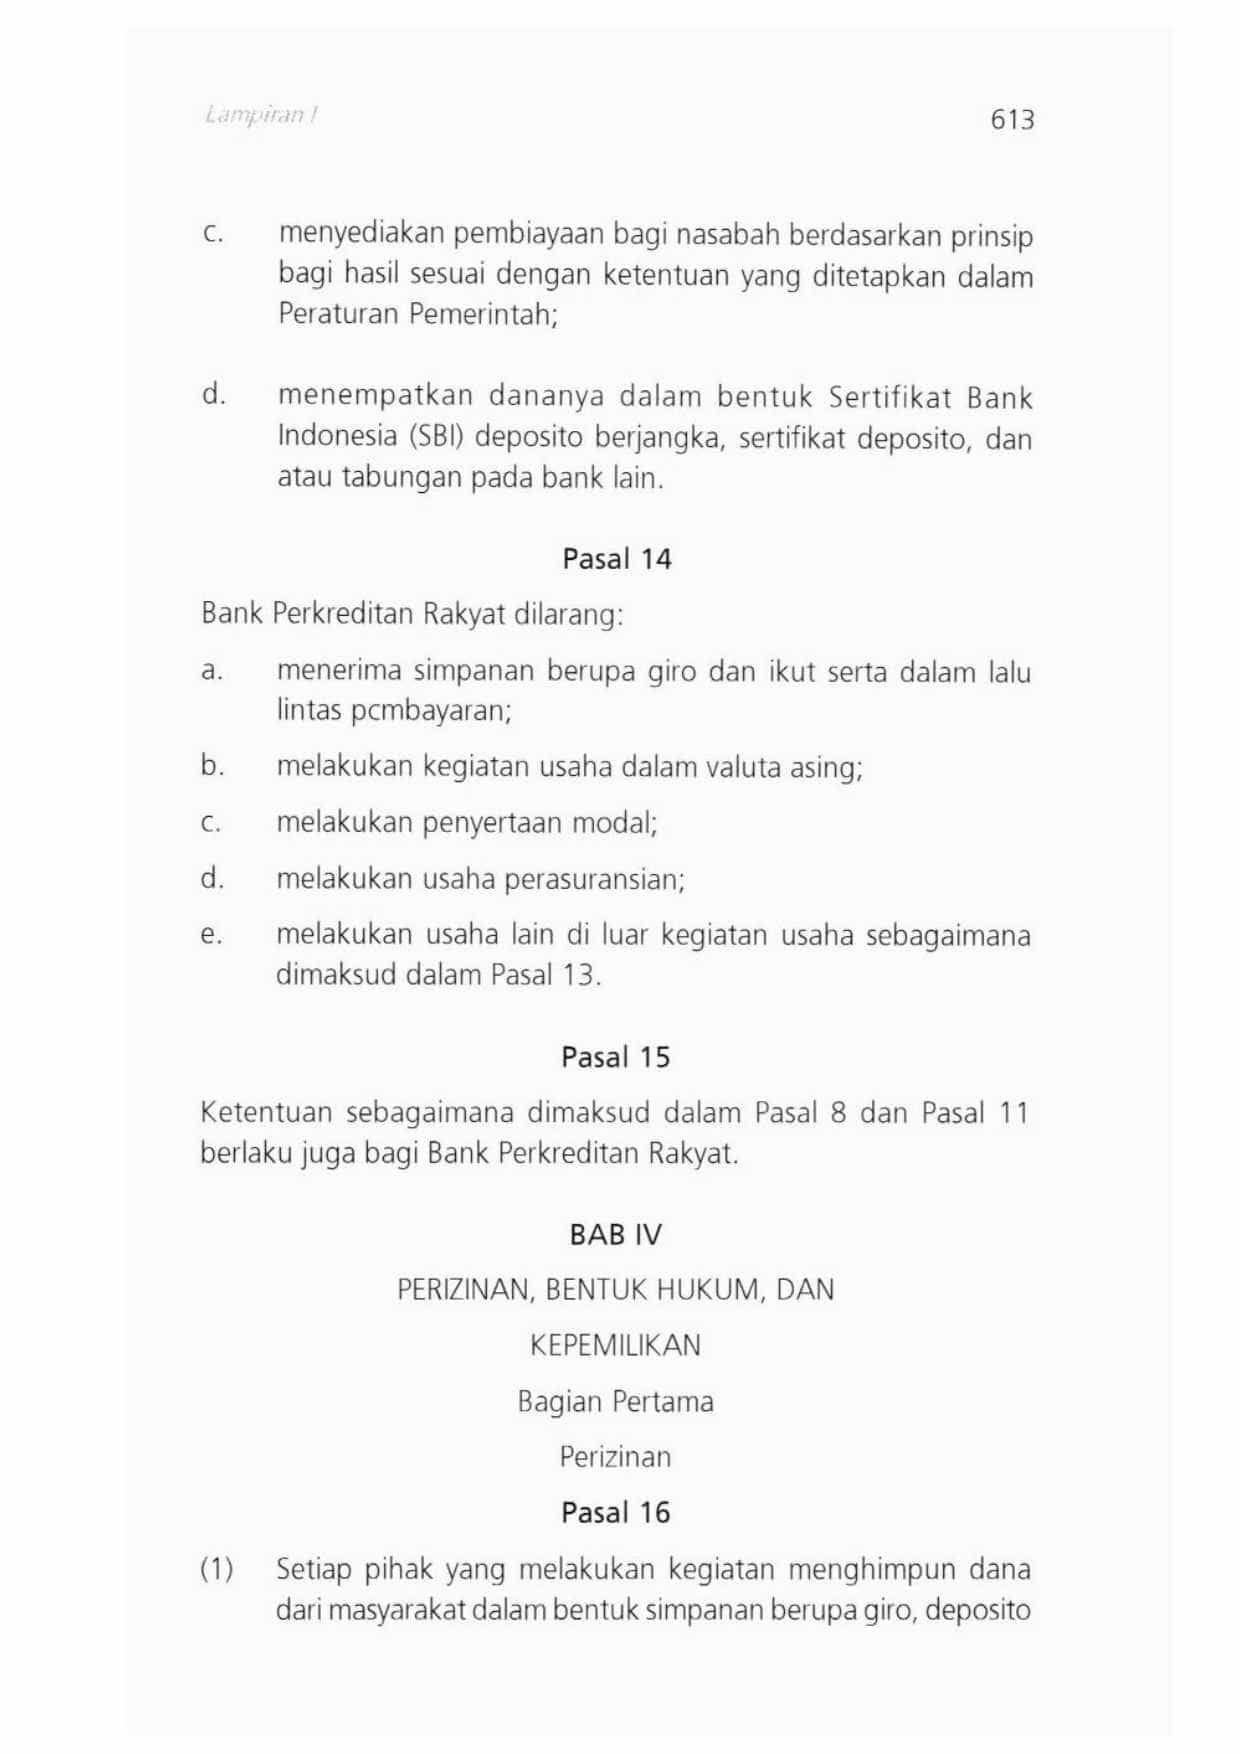 Lampiran I
613
c. menyediakan pembiayaan bagi nasabah berdasarkan prinsip
bagi hasil sesuai dengan ketentuan yang ditetapkan dalam
Peraturan Pemerintah;
d. menempatkan dananya dalam bentuk Sertifikat Bank
Indonesia (SBI) deposito berjangka, sertifikat deposito, dan
atau tabungan pada bank lain.
Pasal 14
Bank Perkreditan Rakyat dilarang:
a. menerima simpanan berupa giro dan ikut serta dalam lalu
lintas pcmbayaran;
b. melakukan kegiatan usaha dalam valuta asing;
c. melakukan penyertaan modal;
d. melakukan usaha perasuransian;
e. melakukan usaha lain di luar kegiatan usaha sebagaimana
dimaksud dalam Pasal 13.
Pasal 15
Ketentuan sebagaimana dimaksud dalam Pasal 8 dan Pasal 11
berlaku juga bagi Bank Perkreditan Rakyat.
BAB IV
PERIZINAN, BENTUK HUKUM, DAN
KEPEMILIKAN
Bagian Pertama
Perizinan
Pasal 16
(1) Setiap pihak yang melakukan kegiatan menghimpun dana
dari masyarakat dalam bentuk simpanan berupa giro, deposito